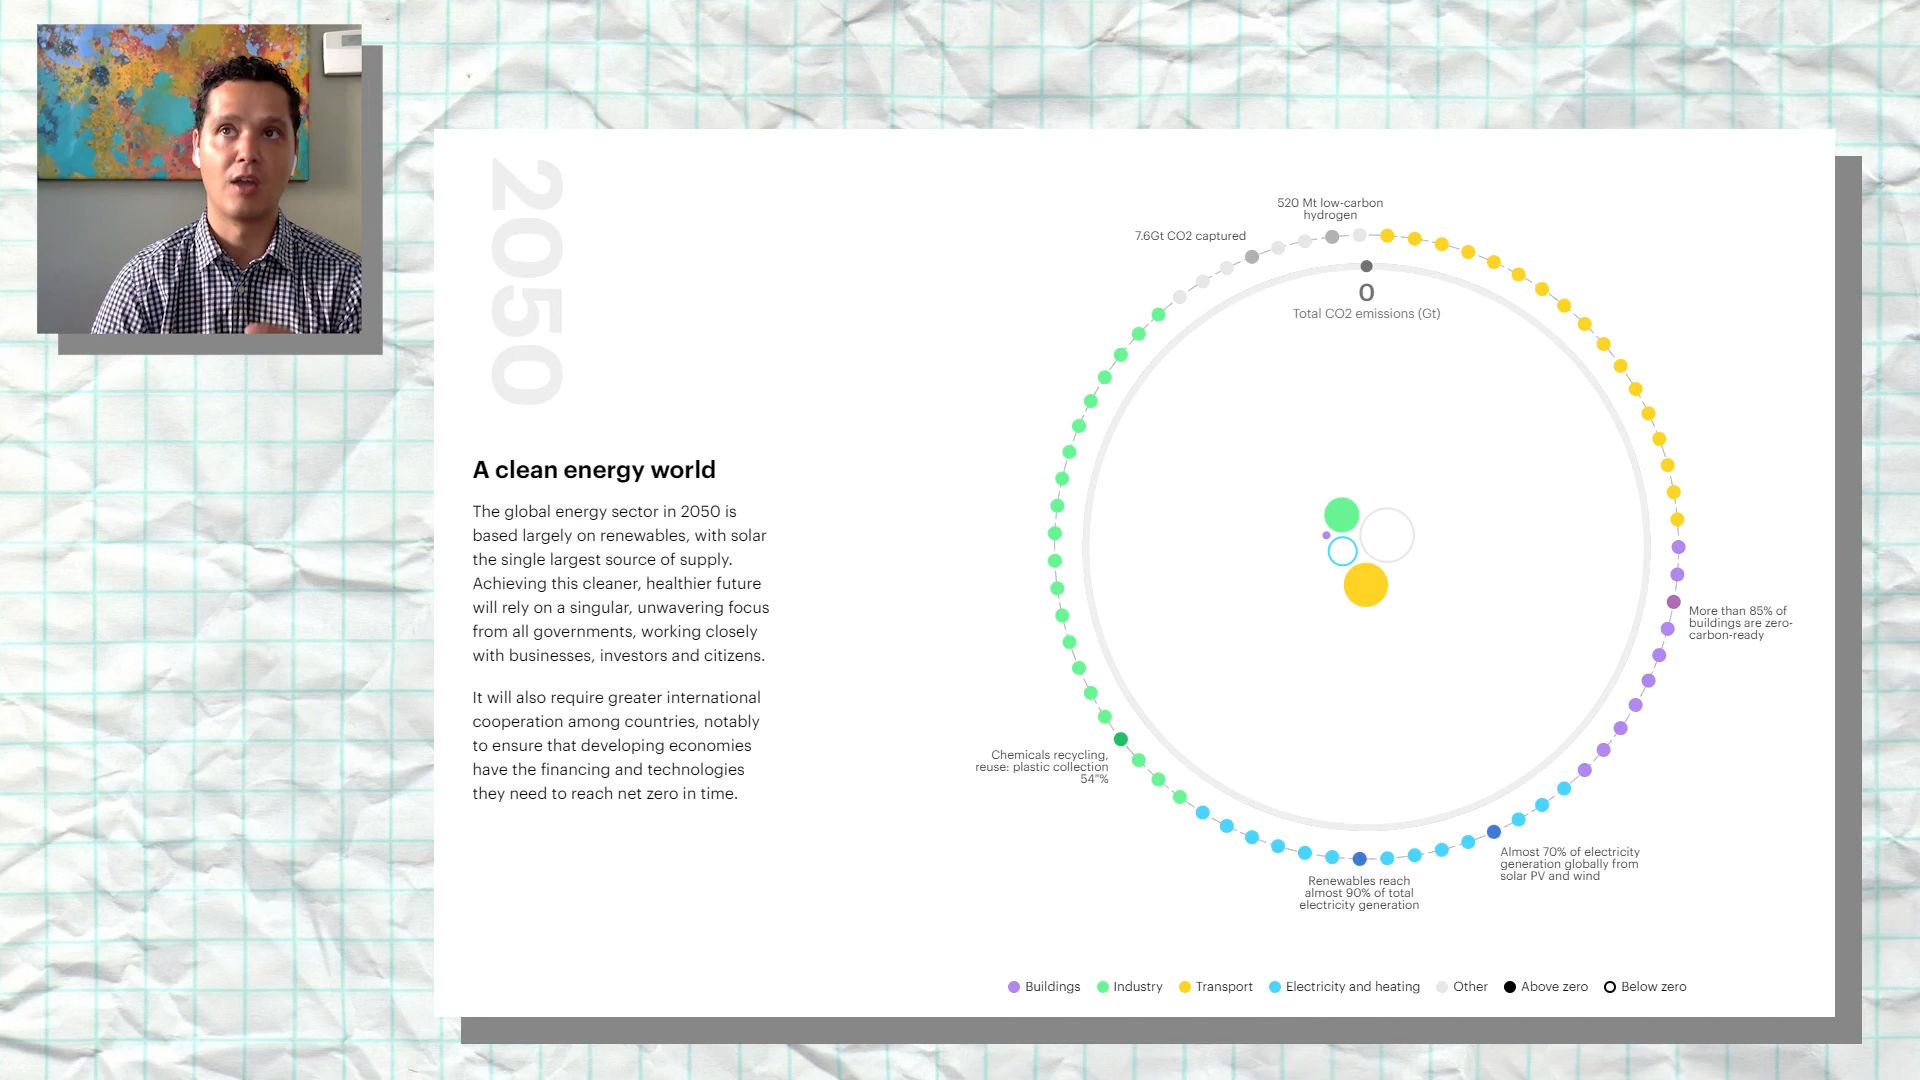 2050
A clean energy world
The global energy sector in 2050 is
based largely on renewables, with solar
the single largest source of supply.
Achieving this cleaner, healthier future
will rely on a singular, unwavering focus
from all governments, working closely
with businesses, investors and citizens.
It will also require greater international
cooperation among countries, notably
to ensure that developing economies
have the financing and technologies
they need to reach net zero in time.
520 Mt low-carbon
hydrogen
7.6Gt CO2 captured
0
Total CO2 emissions (Gt)
More than 85% of
buildings are zero-
carbon-ready
Chemicals recycling,
reuse: plastic collection
54"%
Almost 70% of electricity
generation globally from
solar PV and wind
Renewables reach
almost 90% of total
electricity generation
Buildings Industry Transport Electricity and heating Other Above zero Below zero